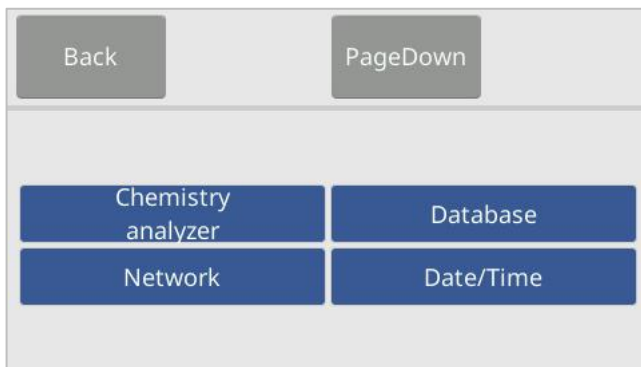 Back
PageDown
Chemistry
analyzer
Database
Network
Date/Time